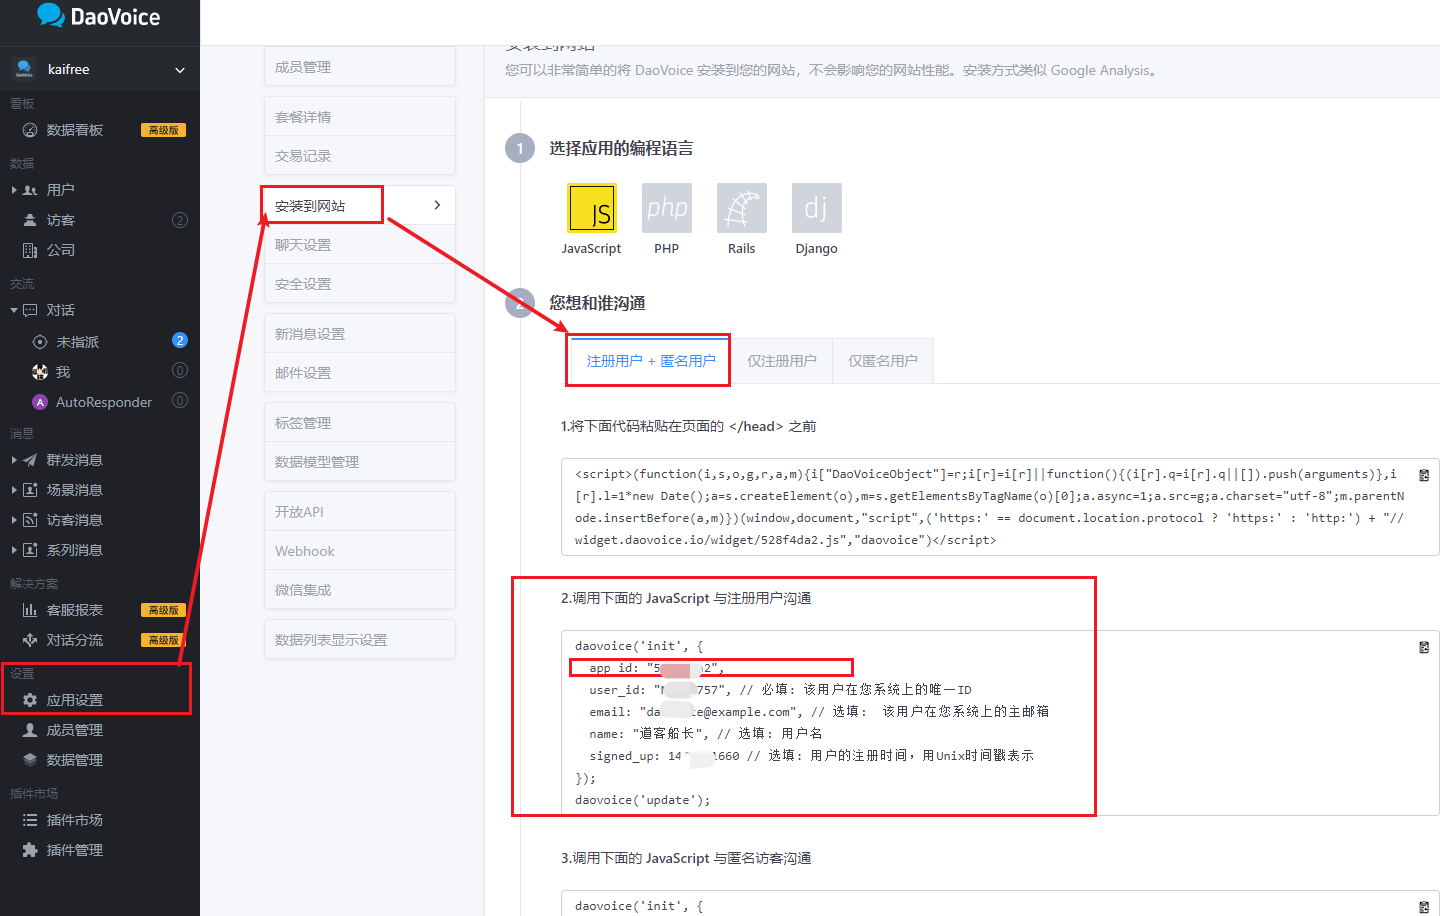 DaoVoice
kaifree
看板
数据看板 高级版
数据
用户
访客 2
公司
交流
对话
未指派 2
我 0
A AutoResponder 0
消息
群发消息
场景消息
访客消息
系列消息
解决方案
客服报表 高级版
对话分流 高级版
设置
应用设置
成员管理
数据管理
插件市场
插件市场
插件管理
成员管理
套餐详情
交易记录
安装到网站
聊天设置
安全设置
新消息设置
邮件设置
标签管理
数据模型管理
开放API
Webhook
微信集成
数据列表显示设置
安装到网站
您可以非常简单的将 DaoVoice 安装到您的网站，不会影响您的网站性能。安装方式类似 Google Analysis。
1 选择应用的编程语言
JS php dj
JavaScript PHP Rails Django
2 您想和谁沟通
注册用户 + 匿名用户 仅注册用户 仅匿名用户
1.将下面代码粘贴在页面的 </head> 之前
<script>(function(i,s,o,g,r,a,m){i["DaoVoiceObject"]=r;i[r]=i[r]||function(){(i[r].q=i[r].q||[]).push(arguments)},i
[r].l=1*new Date();a=s.createElement(o),m=s.getElementsByTagName(o)[0];a.async=1;a.src=g;a.charset="utf-8";m.parentN
ode.insertBefore(a,m)})(window,document,"script",('https:' == document.location.protocol ? 'https:' : 'http:') + "//
widget.daovoice.io/widget/528f4da2.js","daovoice")</script>
2.调用下面的 JavaScript 与注册用户沟通
daovoice('init', {
app_id: "5 2",
user_id: " 757", // 必填: 该用户在您系统上的唯一ID
email: "da ce@example.com", // 选填: 该用户在您系统上的主邮箱
name: "道客船长", // 选填: 用户名
signed_up: 14 1660 // 选填: 用户的注册时间，用Unix时间戳表示
});
daovoice('update');
3.调用下面的 JavaScript 与匿名访客沟通
daovoice('init', {